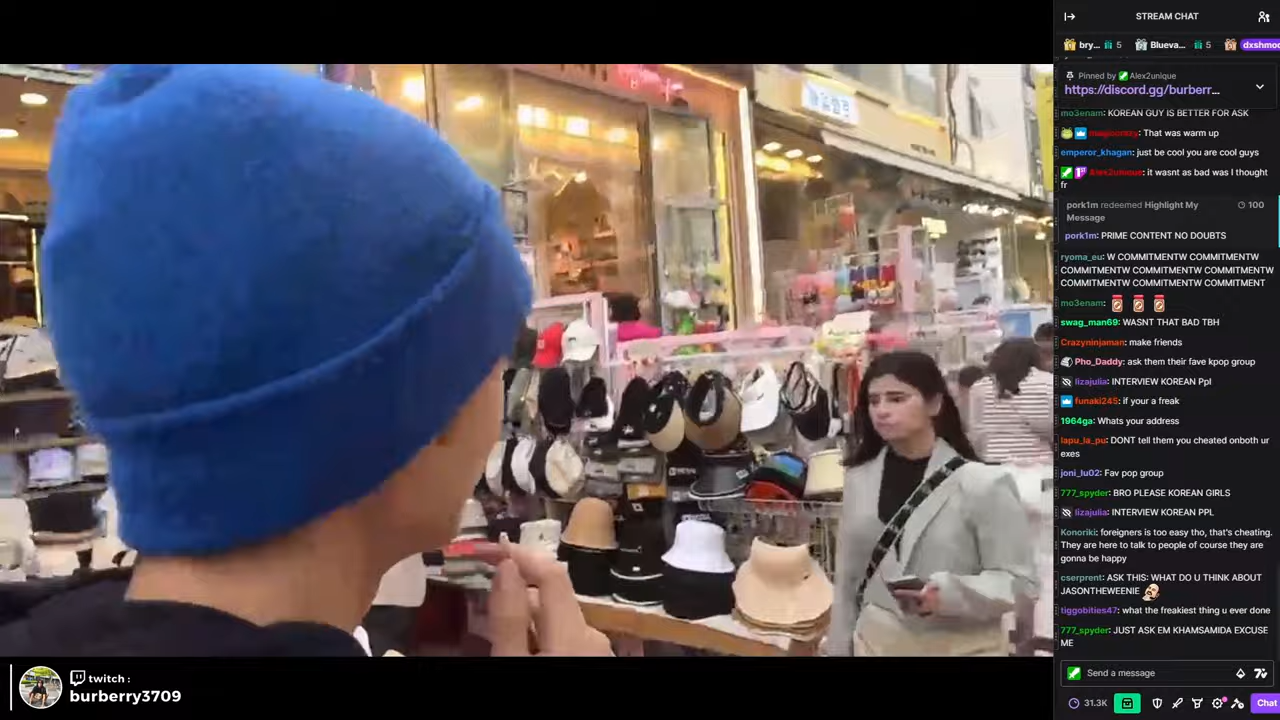 STREAM CHAT
bry... 5
Blueva... 5
dxshmoo
Pinned by Alex2unique
https://discord.gg/burberr...
mo3enam: KOREAN GUY IS BETTER FOR ASK
That was warm up
emperor_khagan: just be cool you are cool guys
Alex2unique: it wasnt as bad was I thought
fr
pork1m redeemed Highlight My
100
Message
pork1m: PRIME CONTENT NO DOUBTS
ryoma_eu: W COMMITMENTW
COMMITMENTW COMMITMENTW COMMITMENTW
COMMITMENTW COMMITMENTW COMMITMENT
mo3enam:
swag_man69: WASNT THAT BAD TBH
Crazyninjaman: make friends
Pho_Daddy: ask them their fave kpop group
lizajulia: INTERVIEW KOREAN Ppl
funaki245: if your a freak
1964ga: Whats your address
lapu_la_pu: DONT tell them you cheated onboth ur
exes
joni_lu02: Fav pop group
777_spyder: BRO PLEASE KOREAN GIRLS
lizajulia: INTERVIEW KOREAN PPL
Konoriki: foreigners is too easy tho, that's cheating.
They are here to talk to people of course they are
gonna be happy
cserprent: ASK THIS: WHAT DO U THINK ABOUT
JASONTHEWEENIE
tiggobities47: what the freakiest thing u ever done
777_spyder: JUST ASK EM KHAMSAMIDA EXCUSE
ME
Send a message
31.3K
Chat
twitch :
burberry3709